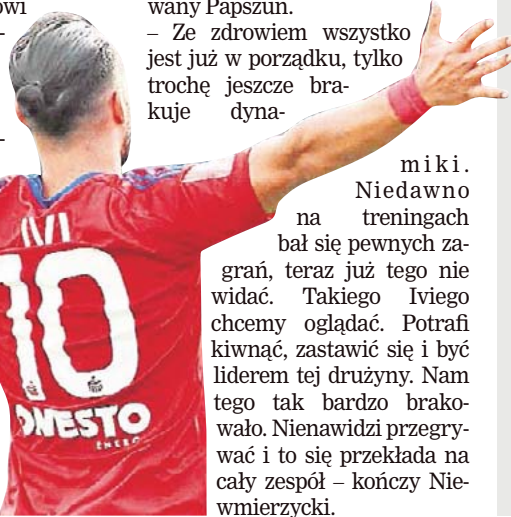 owi
wany Papszun.
– Ze zdrowiem wszystko
jest już w porządku, tylko
trochę jeszcze bra-
kuje dyna-
miki.
Niedawno
na treningach
bał się pewnych za-
grań, teraz już tego nie
widać. Takiego Iviego
chcemy oglądać. Potrafi
kiwnąć, zastawić się i być
liderem tej drużyny. Nam
tego tak bardzo brako-
wało. Nienawidzi przegry-
wać i to się przekłada na
cały zespół – kończy Nie-
wmierzycki.
IVI
10
ONESTO
ENERGO